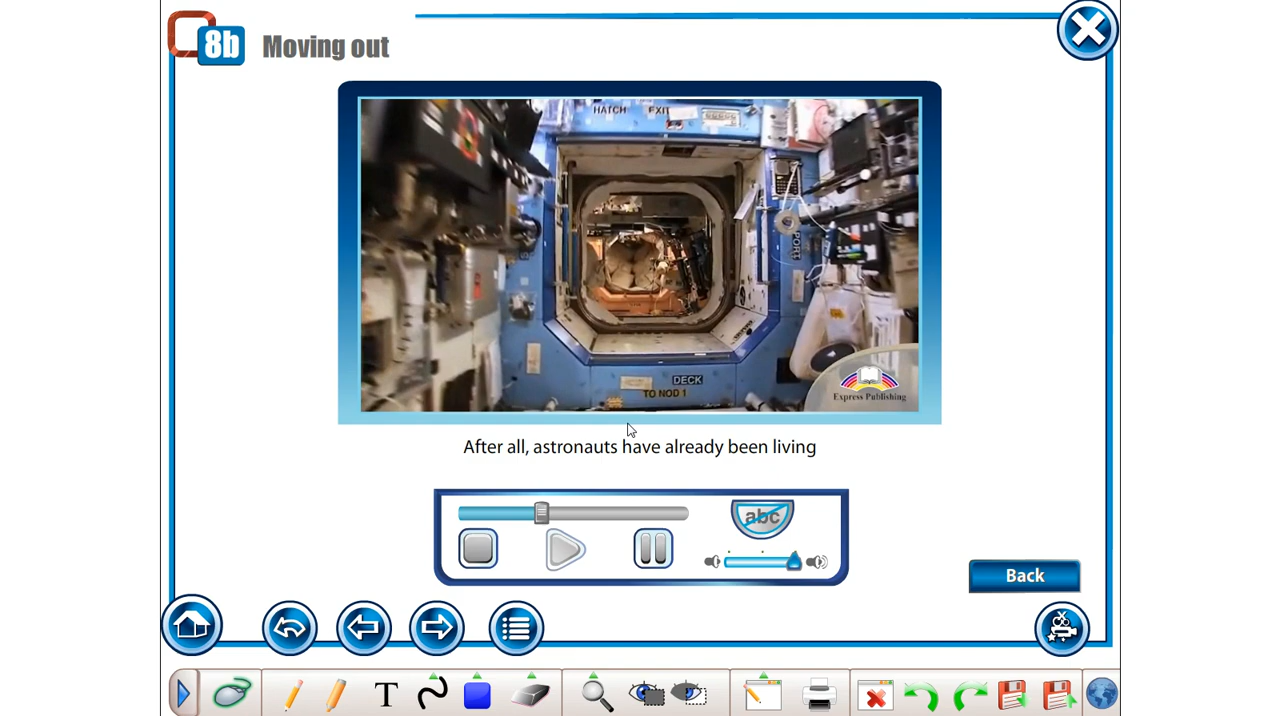 8b Moving out
HATCH EXIT
PORT
DECK
TO NOD 1
Express Publishing
After all, astronauts have already been living
abc
Back
T